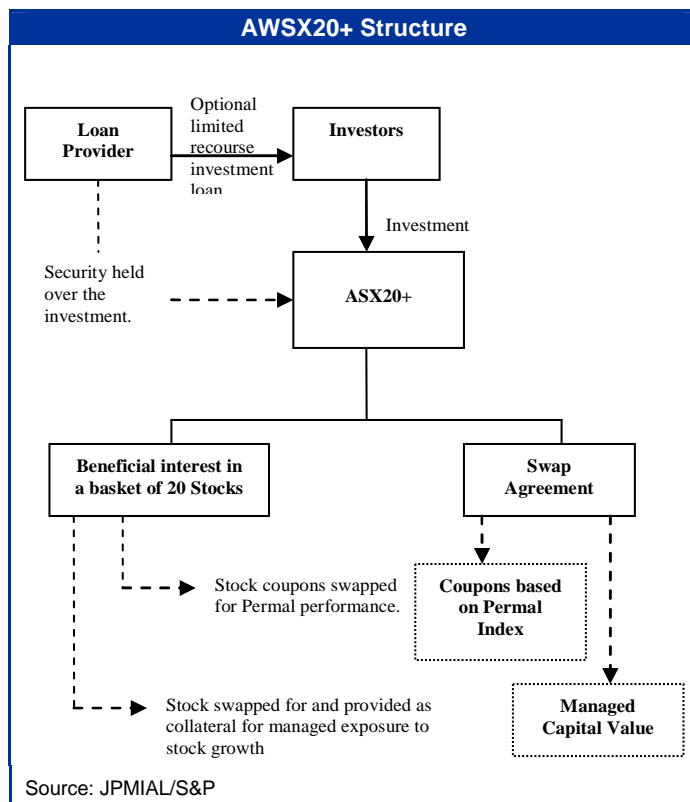 AWSX20+ Structure
Loan
Provider
Optional
limited
recourse
investment
loan
Investors
Investment
Security held
over the
investment.
ASX20+
Beneficial interest in
a basket of 20 Stocks
Swap
Agreement
Stock coupons swapped
for Permal performance.
Coupons based
on Permal
Index
Stock swapped for and provided as
collateral for managed exposure to
stock growth
Managed
Capital Value
Source: JPMIAL/S&P